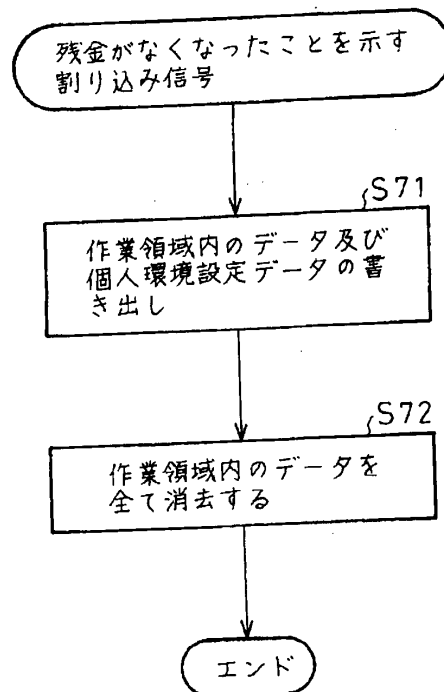 残金がなくなったことを示す
割り込み信号
S71
作業領域内のデータ及び
個人環境設定データの書
き出し
S72
作業領域内のデータを
全て消去する
エンド